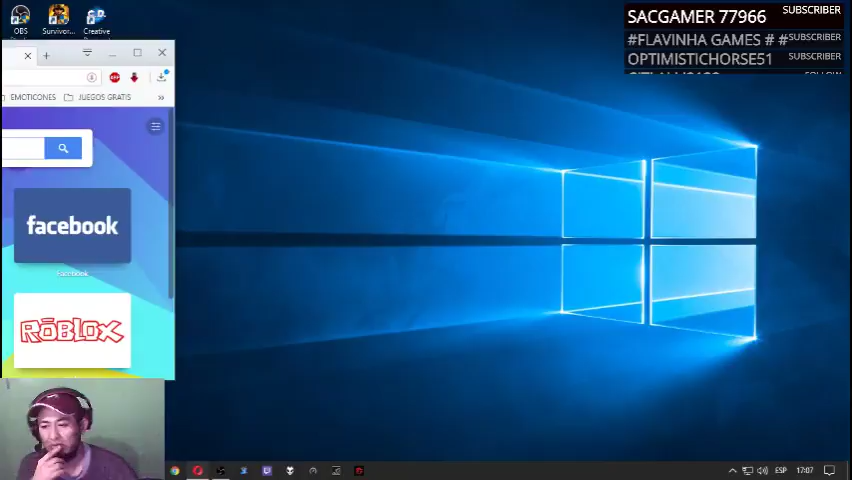 SACGAMER 77966 SUBSCRIBER
#FLAVINHA GAMES # # SUBSCRIBER
OPTIMISTICHORSE51 SUBSCRIBER
FOLLOW
OBS
Survivor...
Creative
EMOTICONES JUEGOS GRATIS »
facebook
Facebook
ROBLOX
ESP 17:07